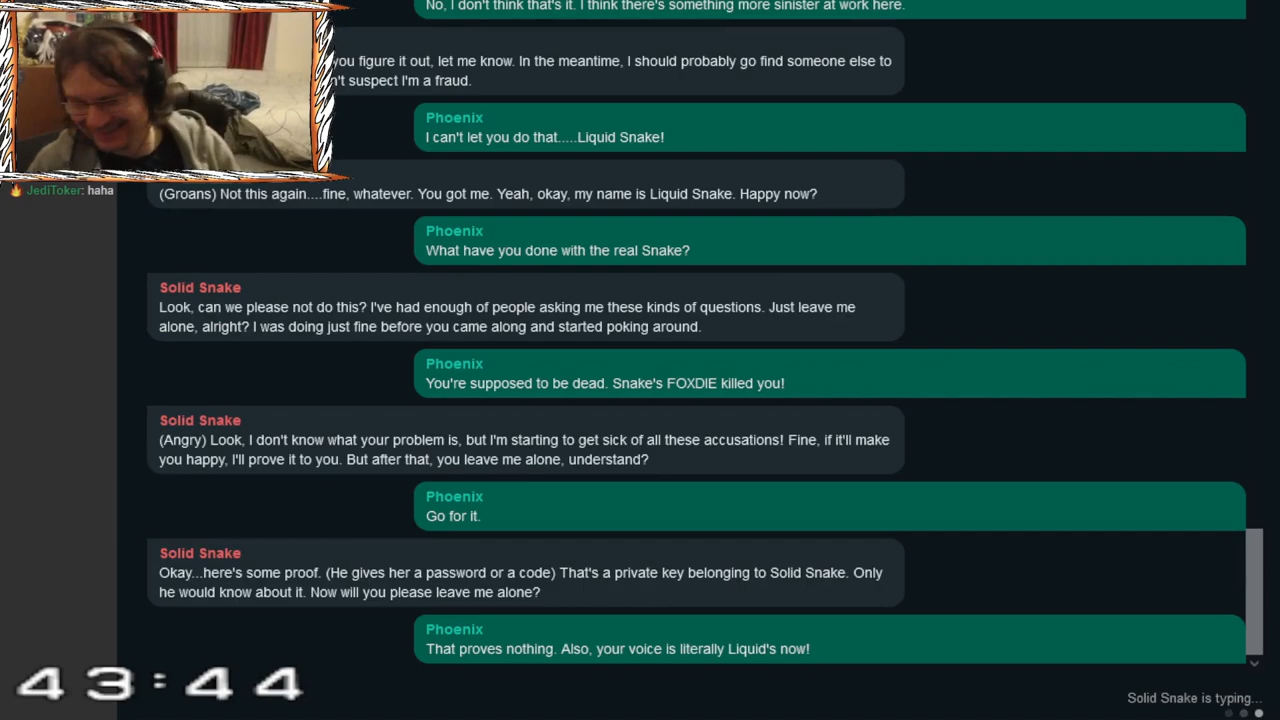 No, I don't think that's it. I think there's something more sinister at work here.
you figure it out, let me know. In the meantime, I should probably go find someone else to
't suspect I'm a fraud.
Phoenix
I can't let you do that.....Liquid Snake!
JediToker: haha
(Groans) Not this again....fine, whatever. You got me. Yeah, okay, my name is Liquid Snake. Happy now?
Phoenix
What have you done with the real Snake?
Solid Snake
Look, can we please not do this? I've had enough of people asking me these kinds of questions. Just leave me
alone, alright? I was doing just fine before you came along and started poking around.
Phoenix
You're supposed to be dead. Snake's FOXDIE killed you!
Solid Snake
(Angry) Look, I don't know what your problem is, but I'm starting to get sick of all these accusations! Fine, if it'll make
you happy, I'll prove it to you. But after that, you leave me alone, understand?
Phoenix
Go for it.
Solid Snake
Okay...here's some proof. (He gives her a password or a code) That's a private key belonging to Solid Snake. Only
he would know about it. Now will you please leave me alone?
Phoenix
That proves nothing. Also, your voice is literally Liquid's now!
43:44
Solid Snake is typing...